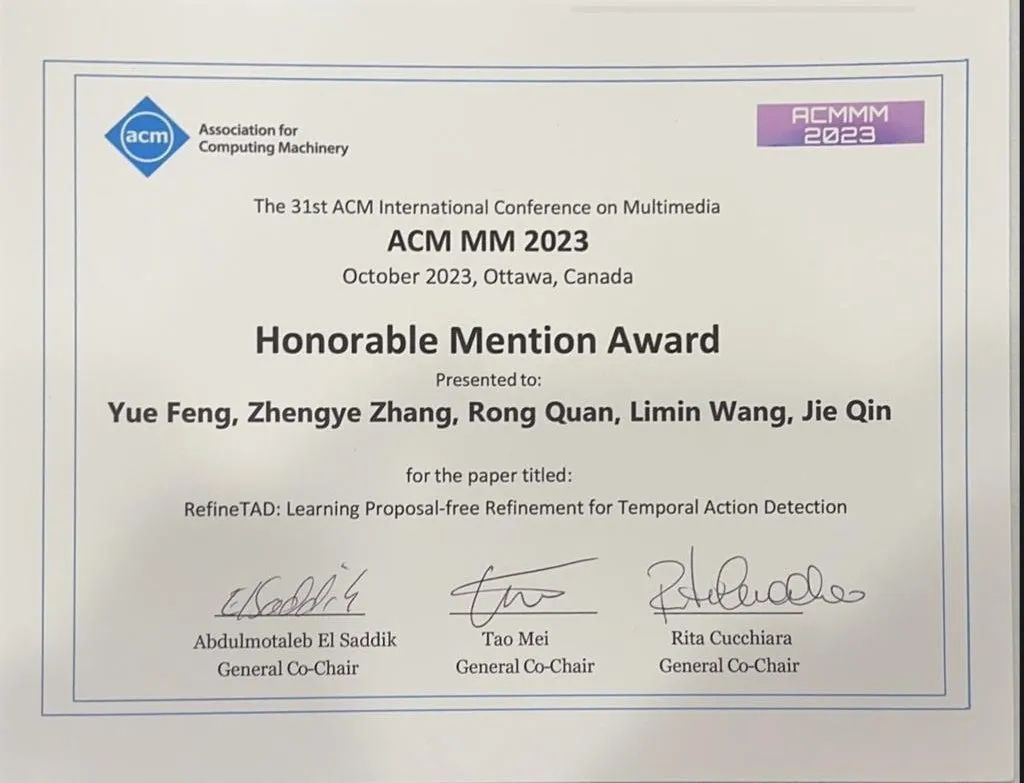 acm
Association for
Computing Machinery
ACMMM
2023
The 31st ACM International Conference on Multimedia
ACM MM 2023
October 2023, Ottawa, Canada
Honorable Mention Award
Presented to:
Yue Feng, Zhengye Zhang, Rong Quan, Limin Wang, Jie Qin
for the paper titled:
RefineTAD: Learning Proposal-free Refinement for Temporal Action Detection
Abdulmotaleb El Saddik
General Co-Chair
Tao Mei
General Co-Chair
Rita Cucchiara
General Co-Chair